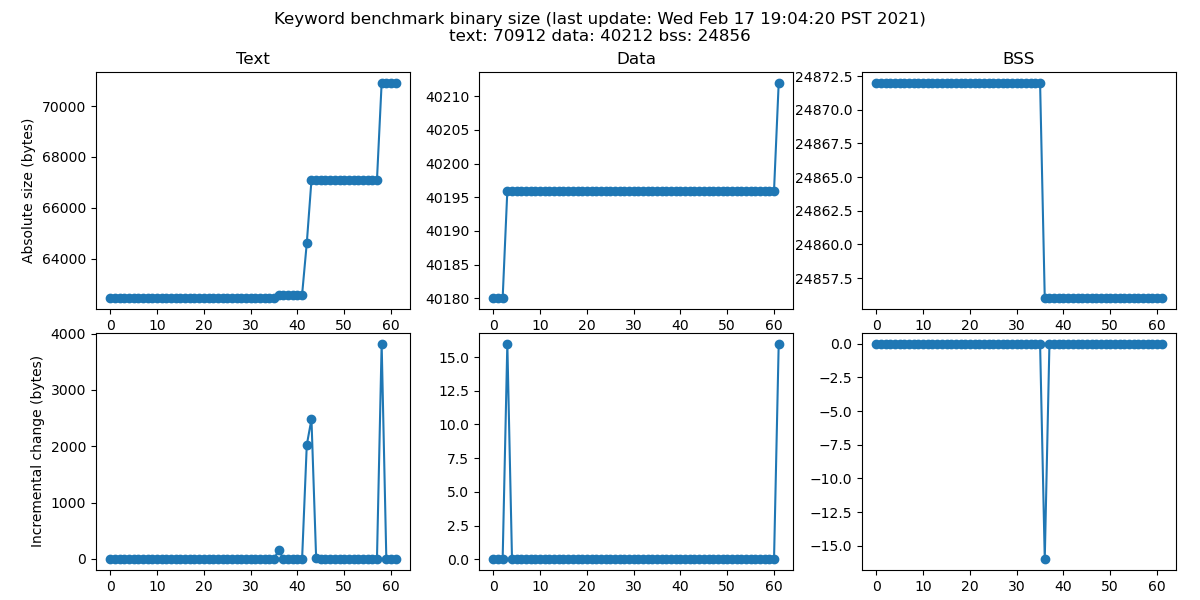 Keyword benchmark binary size (last update: Wed Feb 17 19:04:20 PST 2021)
text: 70912 data: 40212 bss: 24856
Text
Absolute size (bytes)
70000
68000
66000
64000
0 10 20 30 40 50 60
Data
40210
40205
40200
40195
40190
40185
40180
0 10 20 30 40 50 60
BSS
24872.5
24870.0
24867.5
24865.0
24862.5
24860.0
24857.5
0 10 20 30 40 50 60
Incremental change (bytes)
4000
3000
2000
1000
0
0 10 20 30 40 50 60
15.0
12.5
10.0
7.5
5.0
2.5
0.0
0 10 20 30 40 50 60
0.0
−2.5
−5.0
−7.5
−10.0
−12.5
−15.0
0 10 20 30 40 50 60